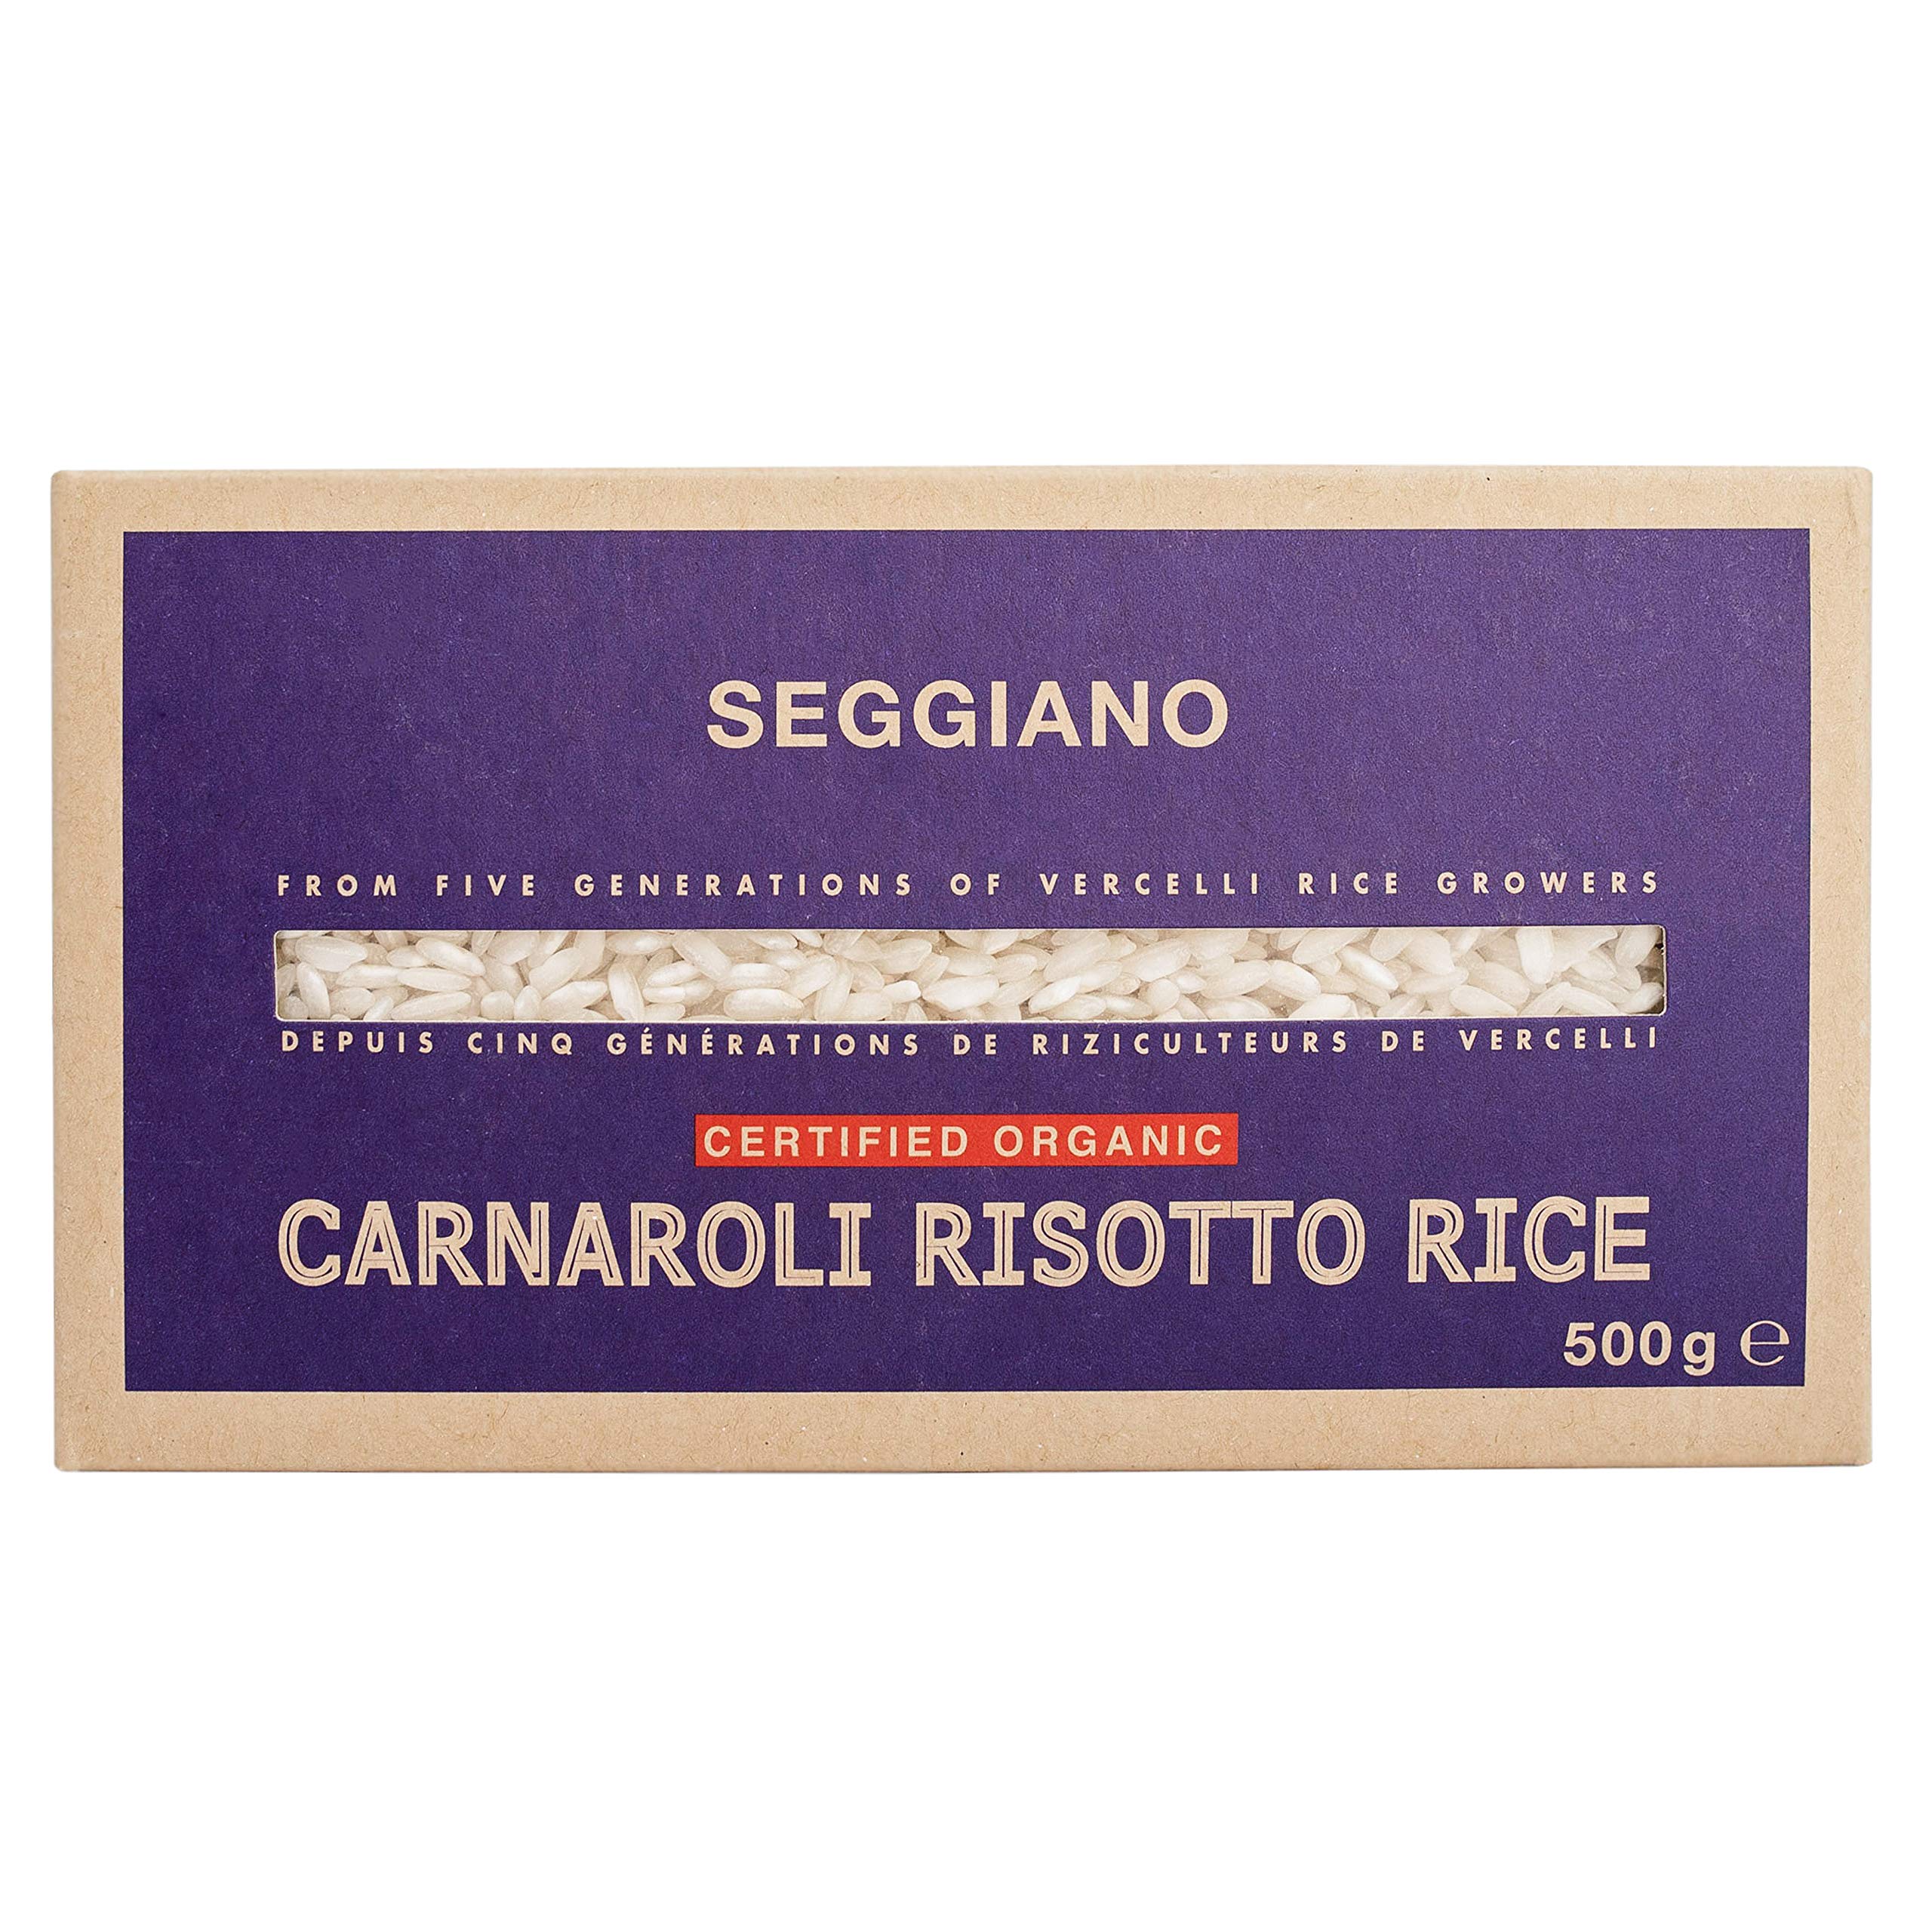 SEGGIANO
FROM FIVE GENERATIONS OF VERCELLI RICE GROWERS
DEPUIS CINQ GÉNÉRATIONS DE RIZICULTEURS DE VERCELLI
CERTIFIED ORGANIC
CARNAROLI RISOTTO RICE
500g ℮